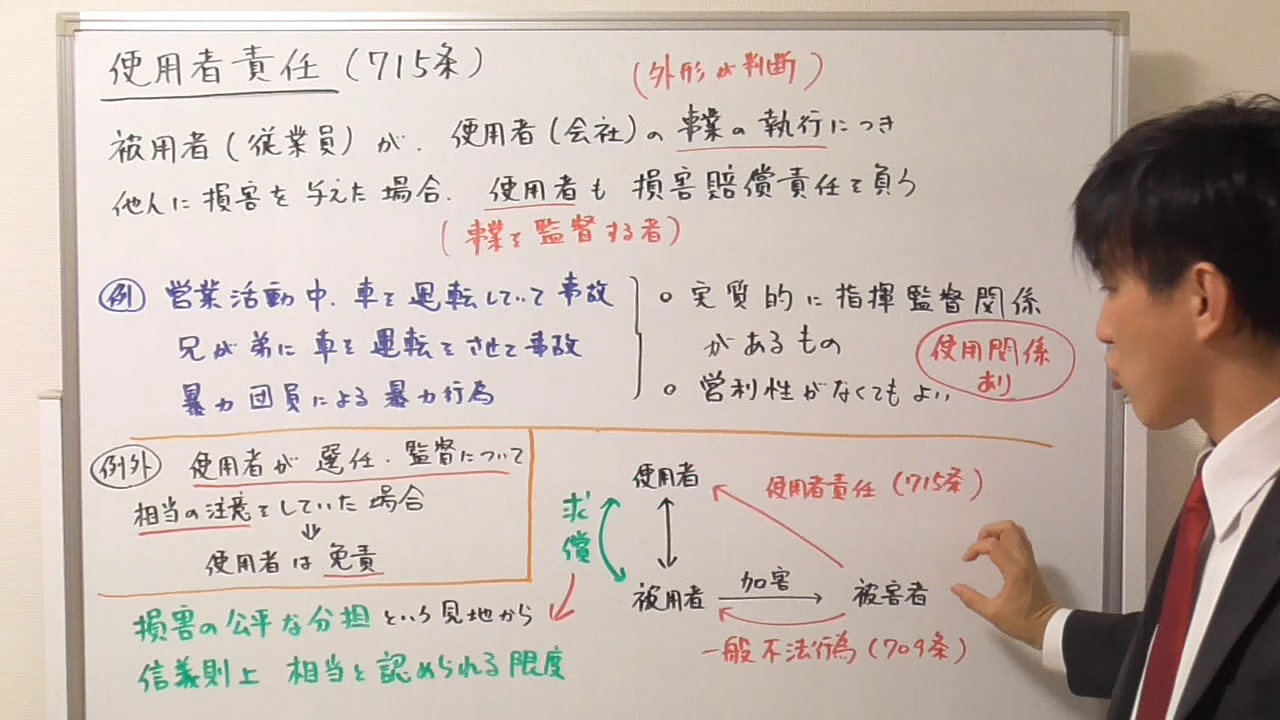 使用者責任(715条)
(外形が判断)
被用者(従業員)が、使用者(会社)の事業の執行につき
他人に損害を与えた場合、使用者も損害賠償責任を負う
(事業を監督する者)
例 営業活動中、車を運転していて事故
兄が弟に車を運転をさせて事故
暴力団員による暴力行為
○ 実質的に指揮監督関係
があるもの
○ 営利性がなくてもよい
使用関係
あり
例外 使用者が選任、監督について
相当の注意をしていた場合
⇓
使用者は免責
損害の公平な分担という見地から
信義則上 相当と認められる限度
求償
使用者
使用者責任(715条)
被用者 加害 被害者
一般不法行為(709条)